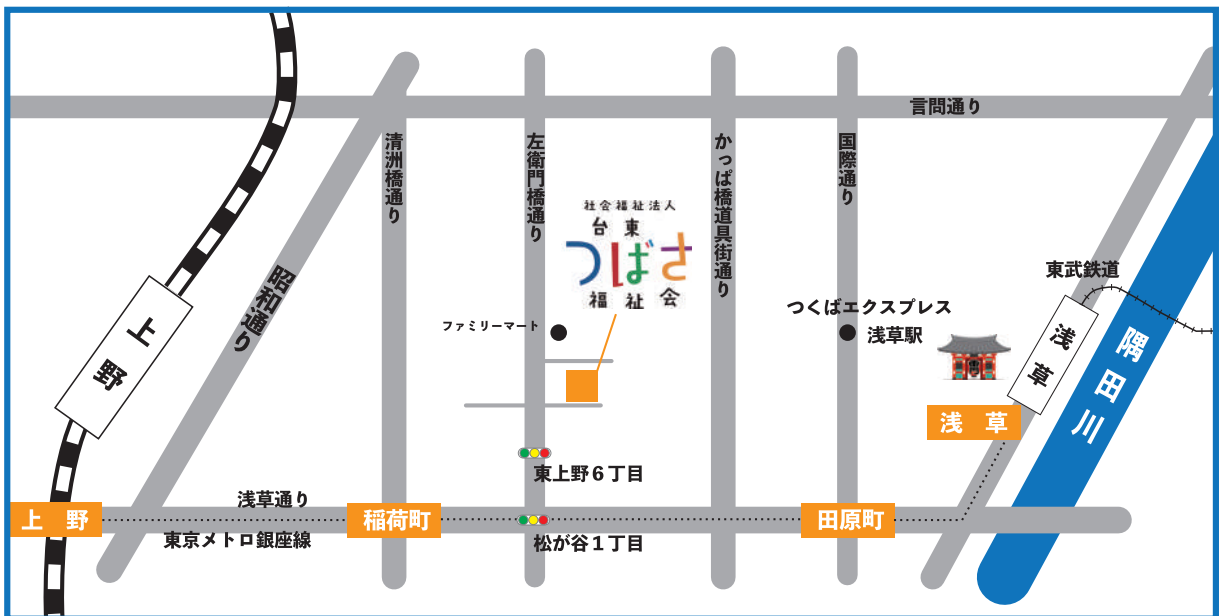 言問通り
清洲橋通り
左衛門橋通り
かっぱ橋道具街通り
国際通り
社会福祉法人
台東
つばさ
福祉会
昭和通り
東武鉄道
上野
ファミリーマート
つくばエクスプレス
浅草駅
浅草
隅田川
浅 草
東上野6丁目
浅草通り
上 野
稲荷町
田原町
東京メトロ銀座線
松が谷1丁目